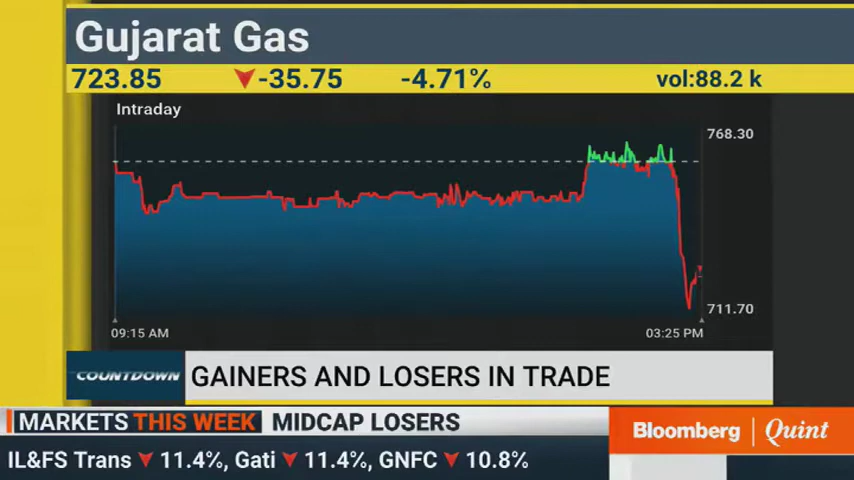 Gujarat Gas
723.85 -35.75 -4.71% vol:88.2 k
Intraday
768.30
711.70
09:15 AM 03:25 PM
COUNTDOWN GAINERS AND LOSERS IN TRADE
MARKETS THIS WEEK MIDCAP LOSERS
Bloomberg | Quint
IL&FS Trans 11.4%, Gati 11.4%, GNFC 10.8%